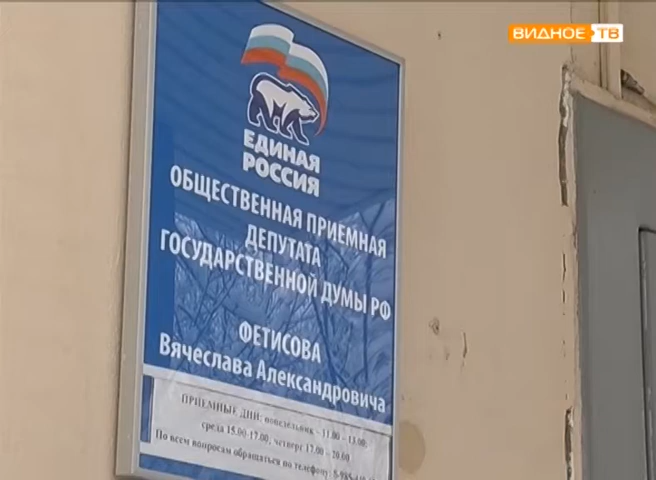 ВИДНОЕ ТВ
ЕДИНАЯ
РОССИЯ
ОБЩЕСТВЕННАЯ ПРИЕМНАЯ
ДЕПУТАТА
ГОСУДАРСТВЕННОЙ ДУМЫ РФ
ФЕТИСОВА
Вячеслава Александровича
ПРИЕМНЫЕ ДНИ: понедельник – 11.00 – 13.00;
среда 15.00-17.00, четверг 17.00 – 20.00
По всем вопросам обращаться по телефону: